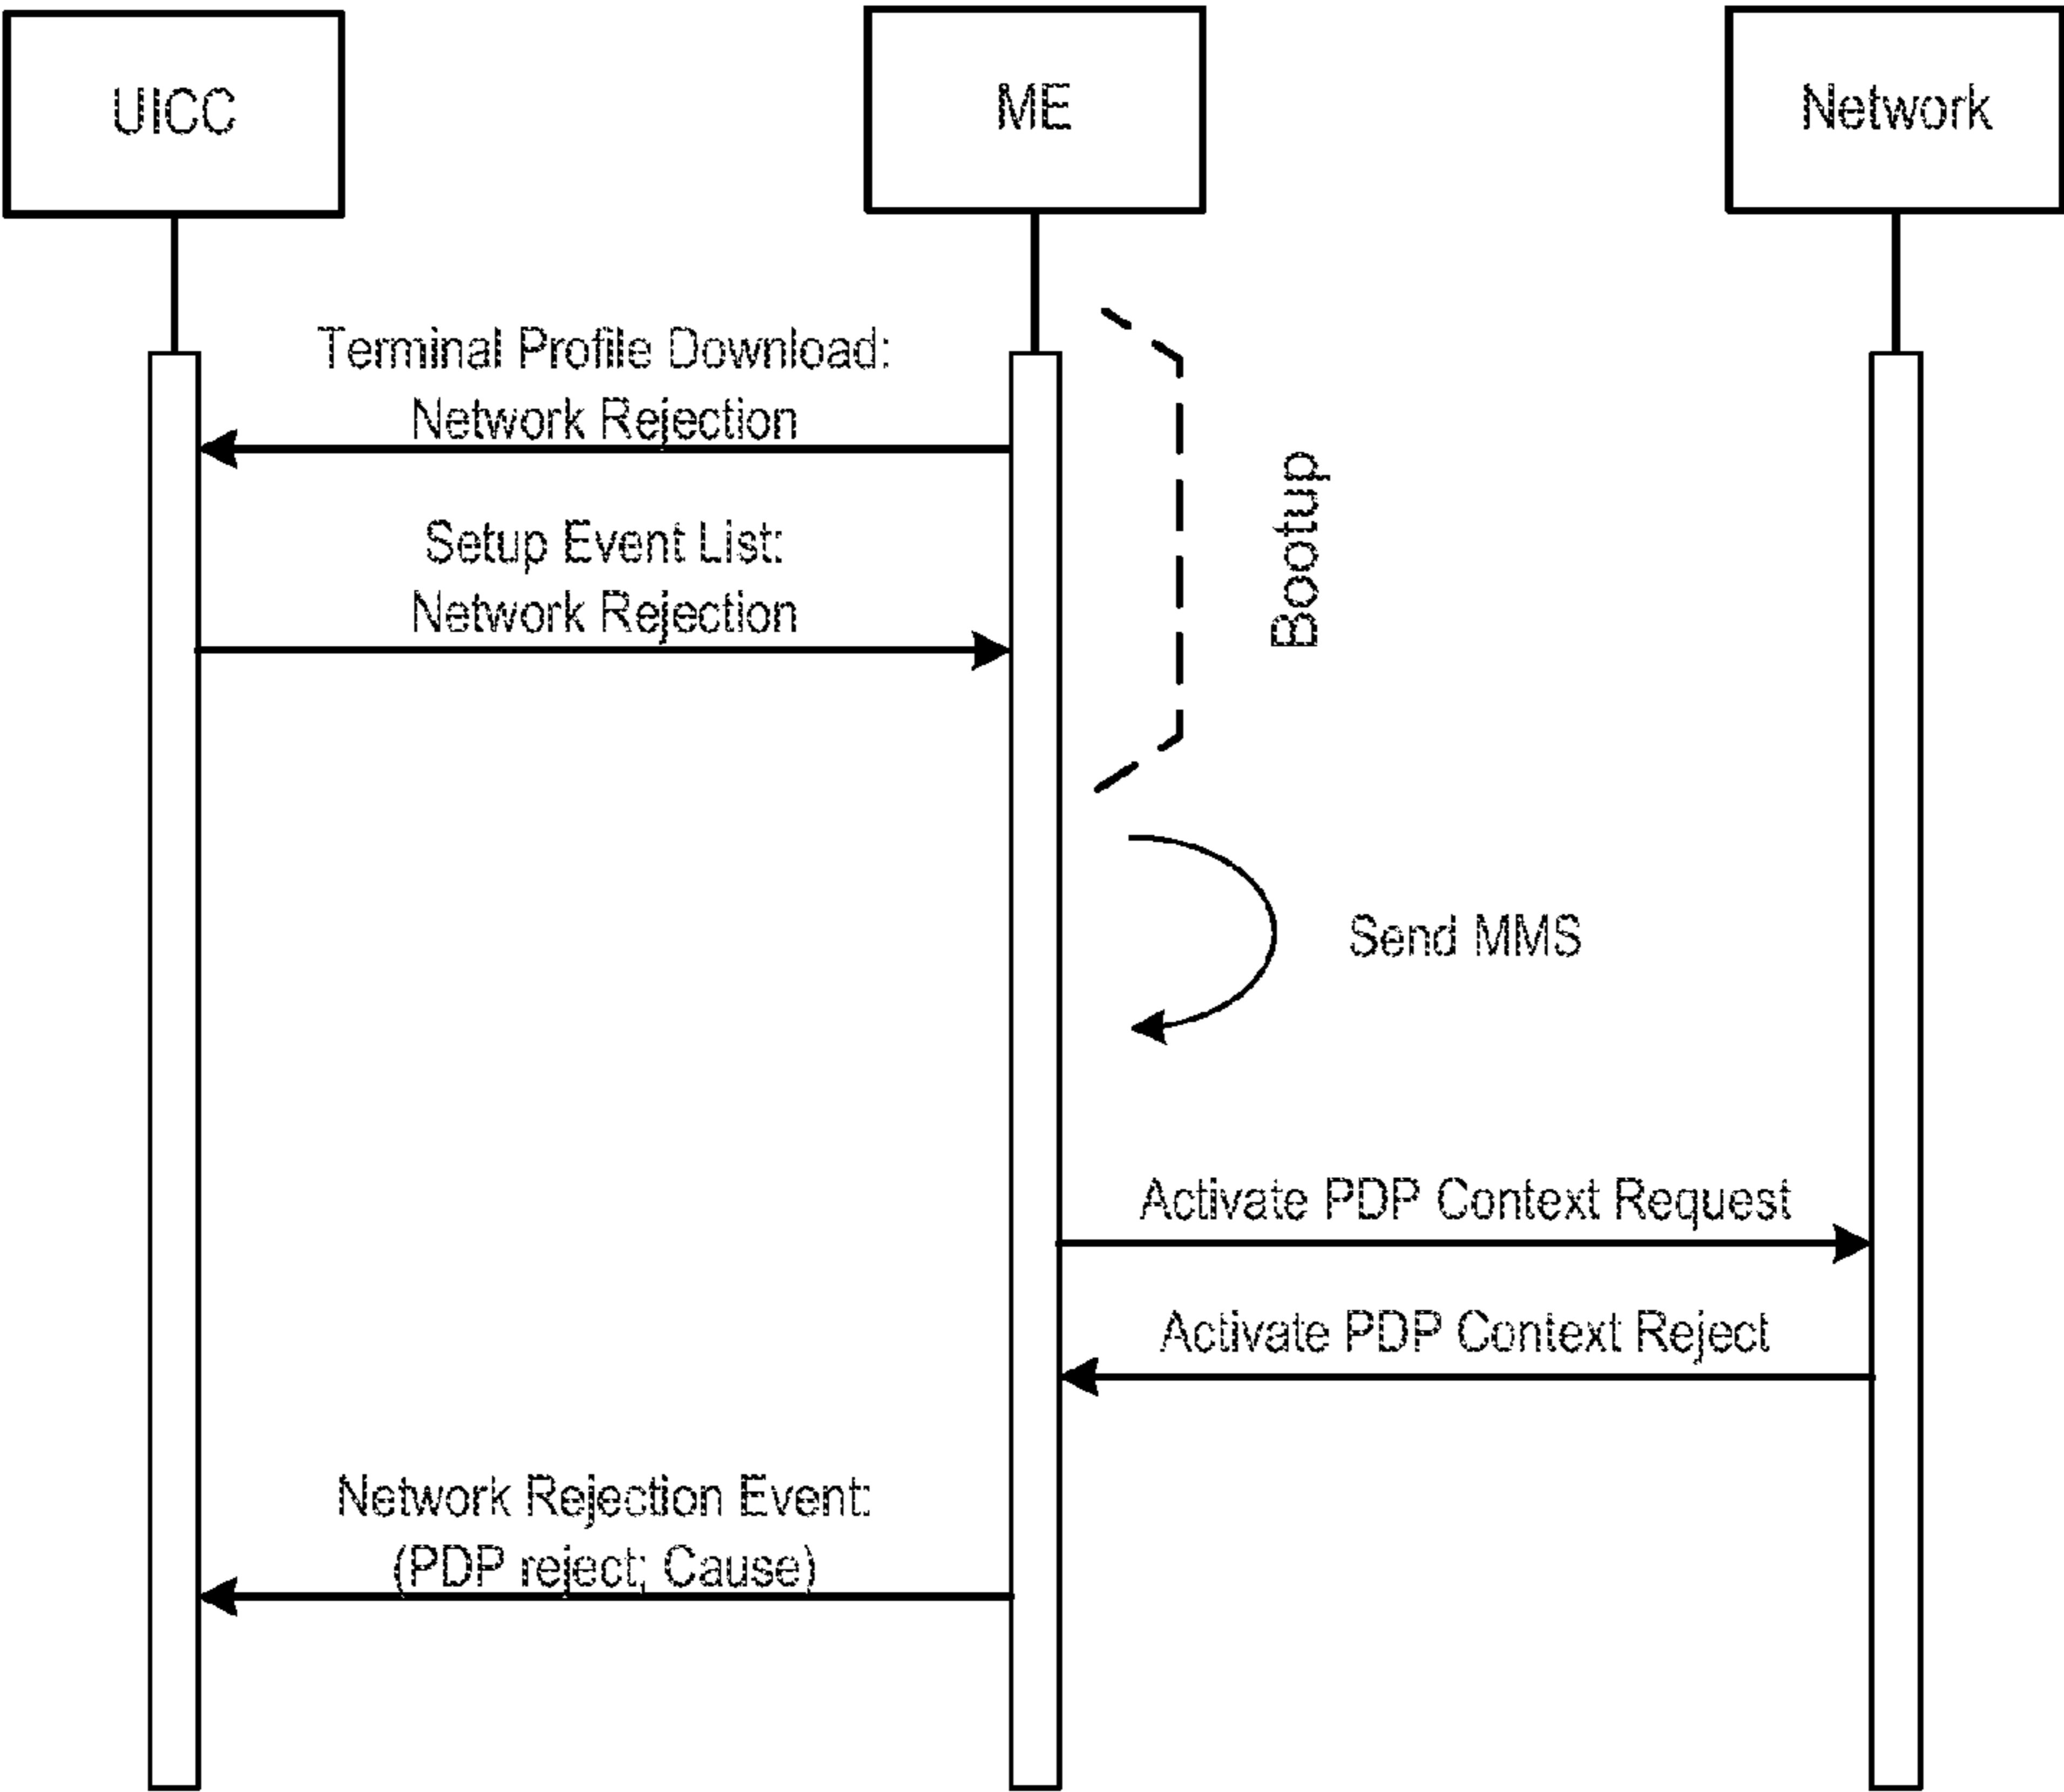 UICC
ME
Network
Terminal Profile Download:
Network Rejection
Setup Event List:
Network Rejection
Bootup
Send MMS
Activate PDP Context Request
Activate PDP Context Reject
Network Rejection Event:
(PDP reject; Cause)